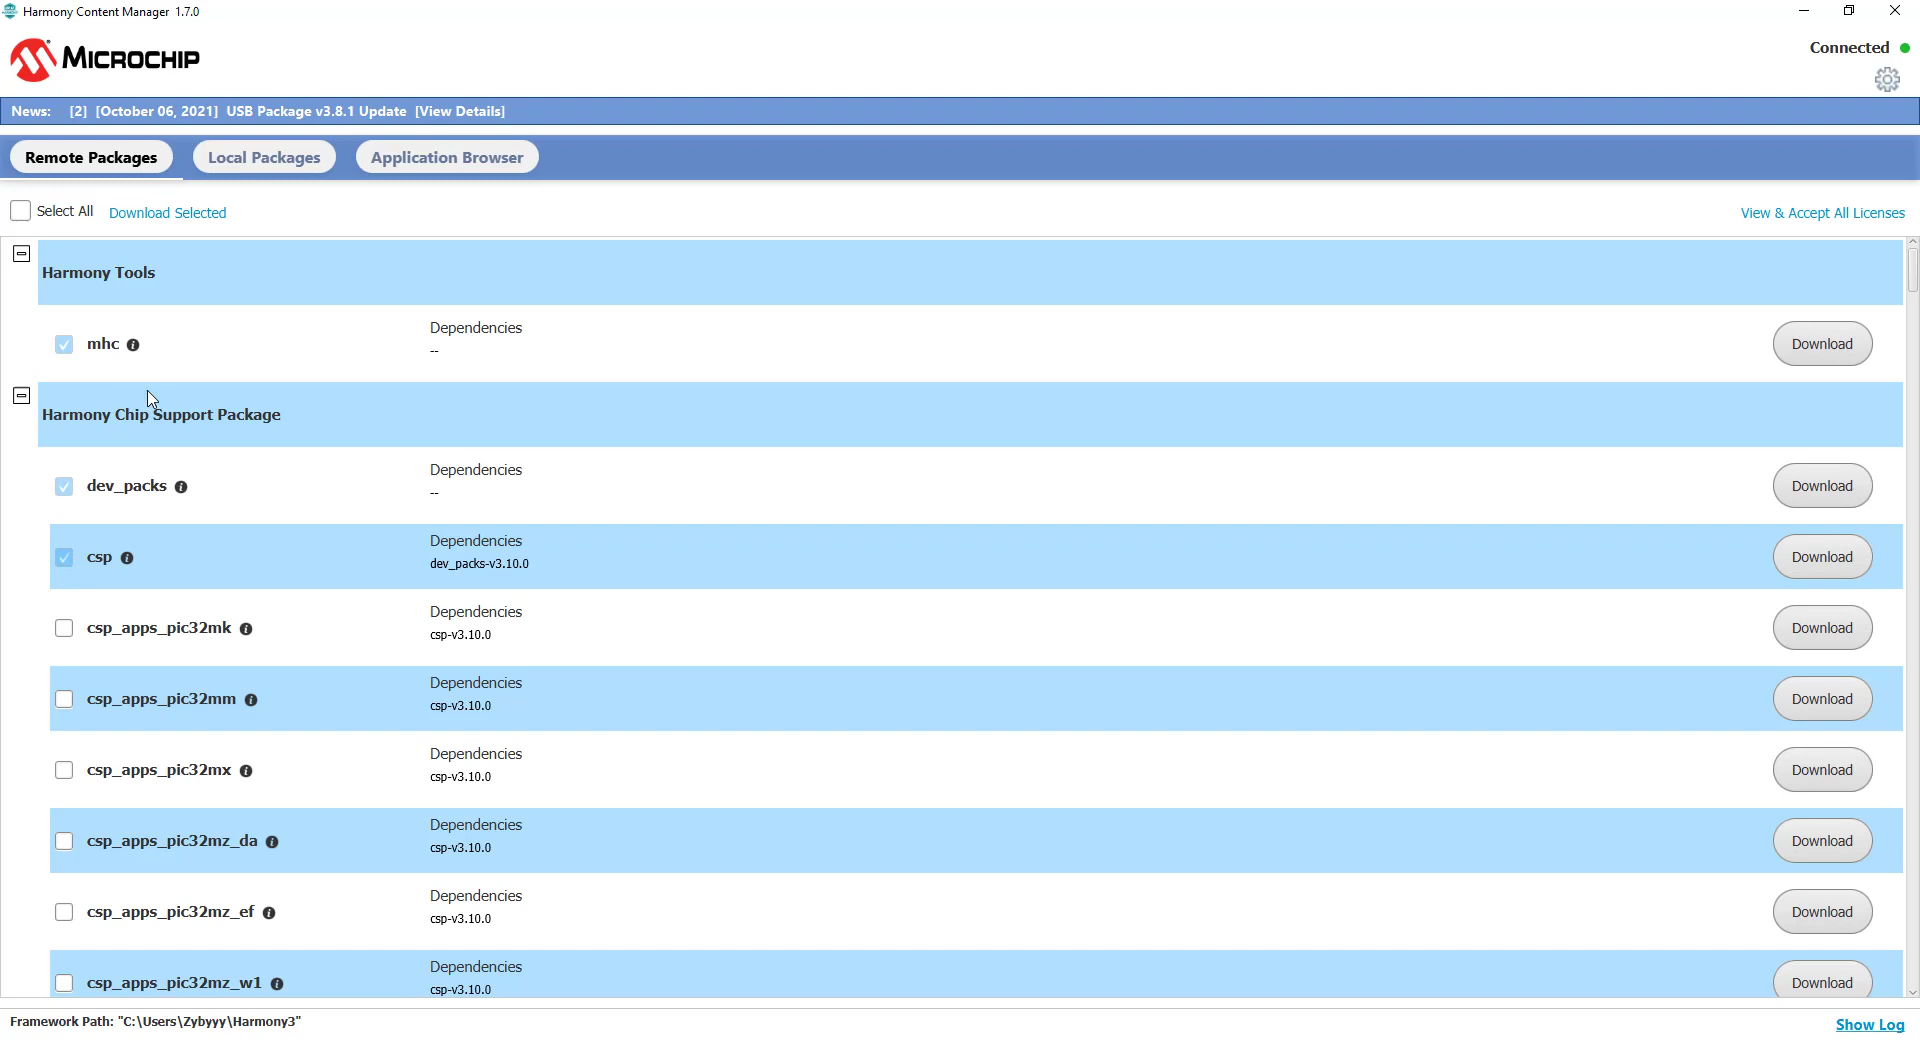 Harmony Content Manager 1.7.0
MICROCHIP
Connected
News: [2] [October 06, 2021] USB Package v3.8.1 Update [View Details]
Remote Packages Local Packages Application Browser
Select All Download Selected View & Accept All Licenses
Harmony Tools
Dependencies
mhc -- Download
Harmony Chip Support Package
Dependencies
dev_packs -- Download
Dependencies
csp Download
dev_packs-v3.10.0
Dependencies
csp_apps_pic32mk Download
csp-v3.10.0
Dependencies
csp_apps_pic32mm Download
csp-v3.10.0
Dependencies
csp_apps_pic32mx Download
csp-v3.10.0
Dependencies
csp_apps_pic32mz_da Download
csp-v3.10.0
Dependencies
csp_apps_pic32mz_ef Download
csp-v3.10.0
Dependencies
csp_apps_pic32mz_w1 Download
csp-v3.10.0
Framework Path: "C:\Users\Zybyyy\Harmony3" Show Log